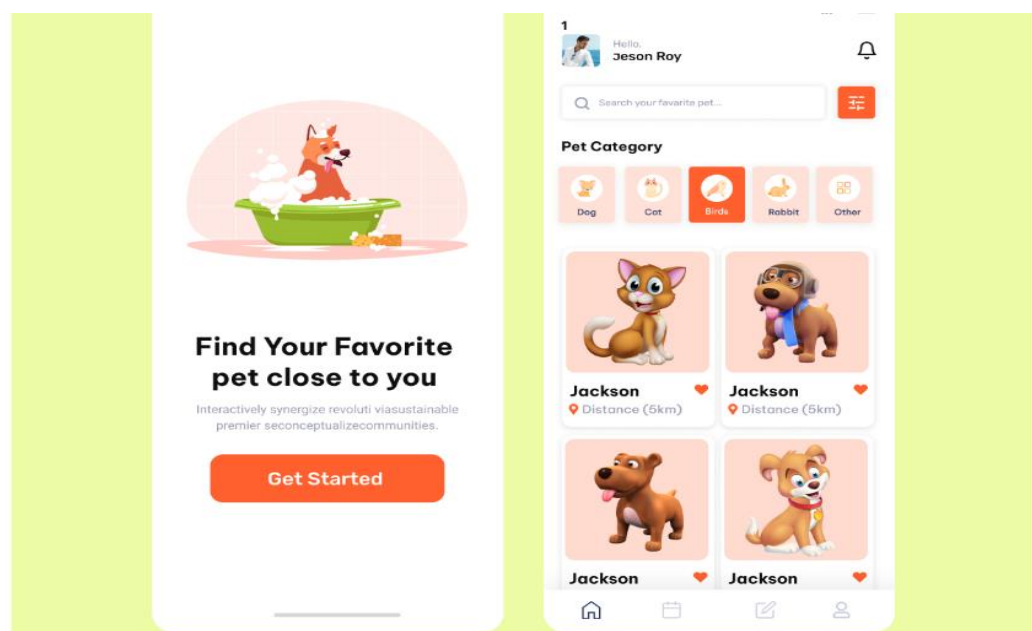 Find Your Favorite
pet close to you
Interactively synergize revoluti viasustainable
premier seconceptualizecommunities.
Get Started
1
Hello,
Jeson Roy
Search your favarite pet...
Pet Category
Dog Cat Birds Rabbit Other
Jackson Jackson
Distance (5km) Distance (5km)
Jackson Jackson